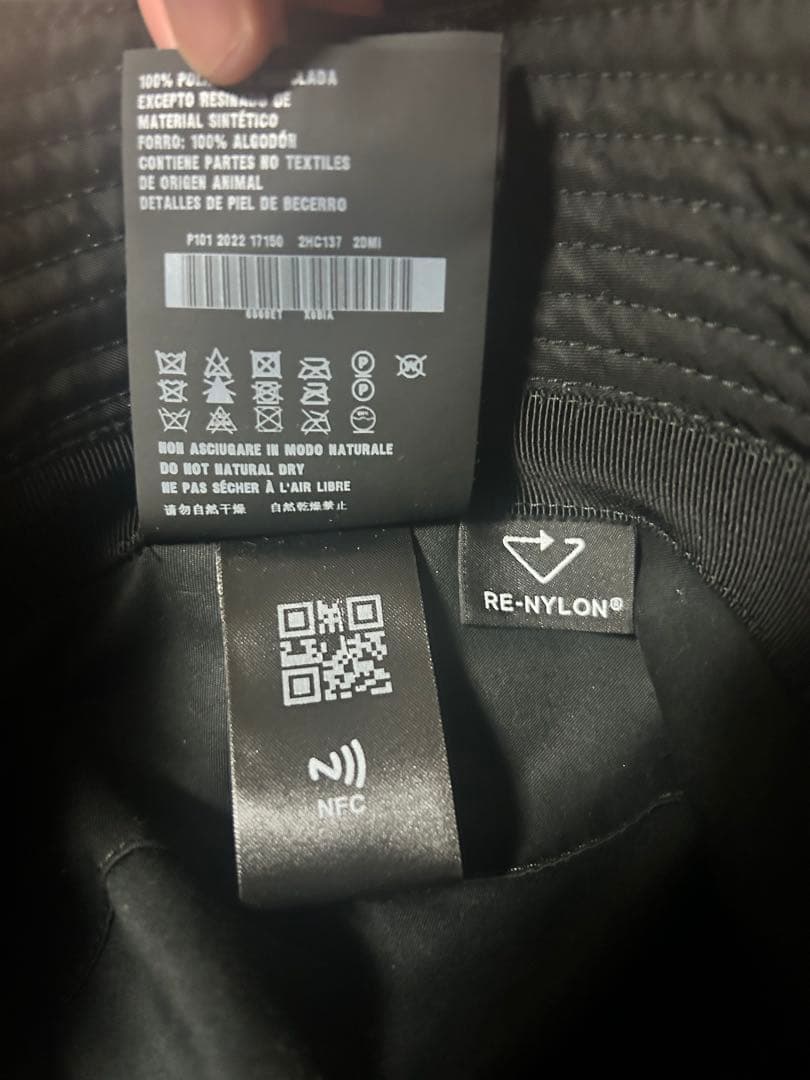 100%
EXCEPTO RESINADO DE
MATERIAL SINTÉTICO
FORRO: 100% ALGODÓN
CONTIENE PARTES NO TEXTILES
DE ORIGEN ANIMAL
DETALLES DE PIEL DE BECERRO
P101 2022 17150 2HC137 2DMI
NON ASCIUGARE IN MODO NATURALE
DO NOT NATURAL DRY
NE PAS SÉCHER À L'AIR LIBRE
请勿自然干燥 自然乾燥禁止
RE-NYLON®
NFC